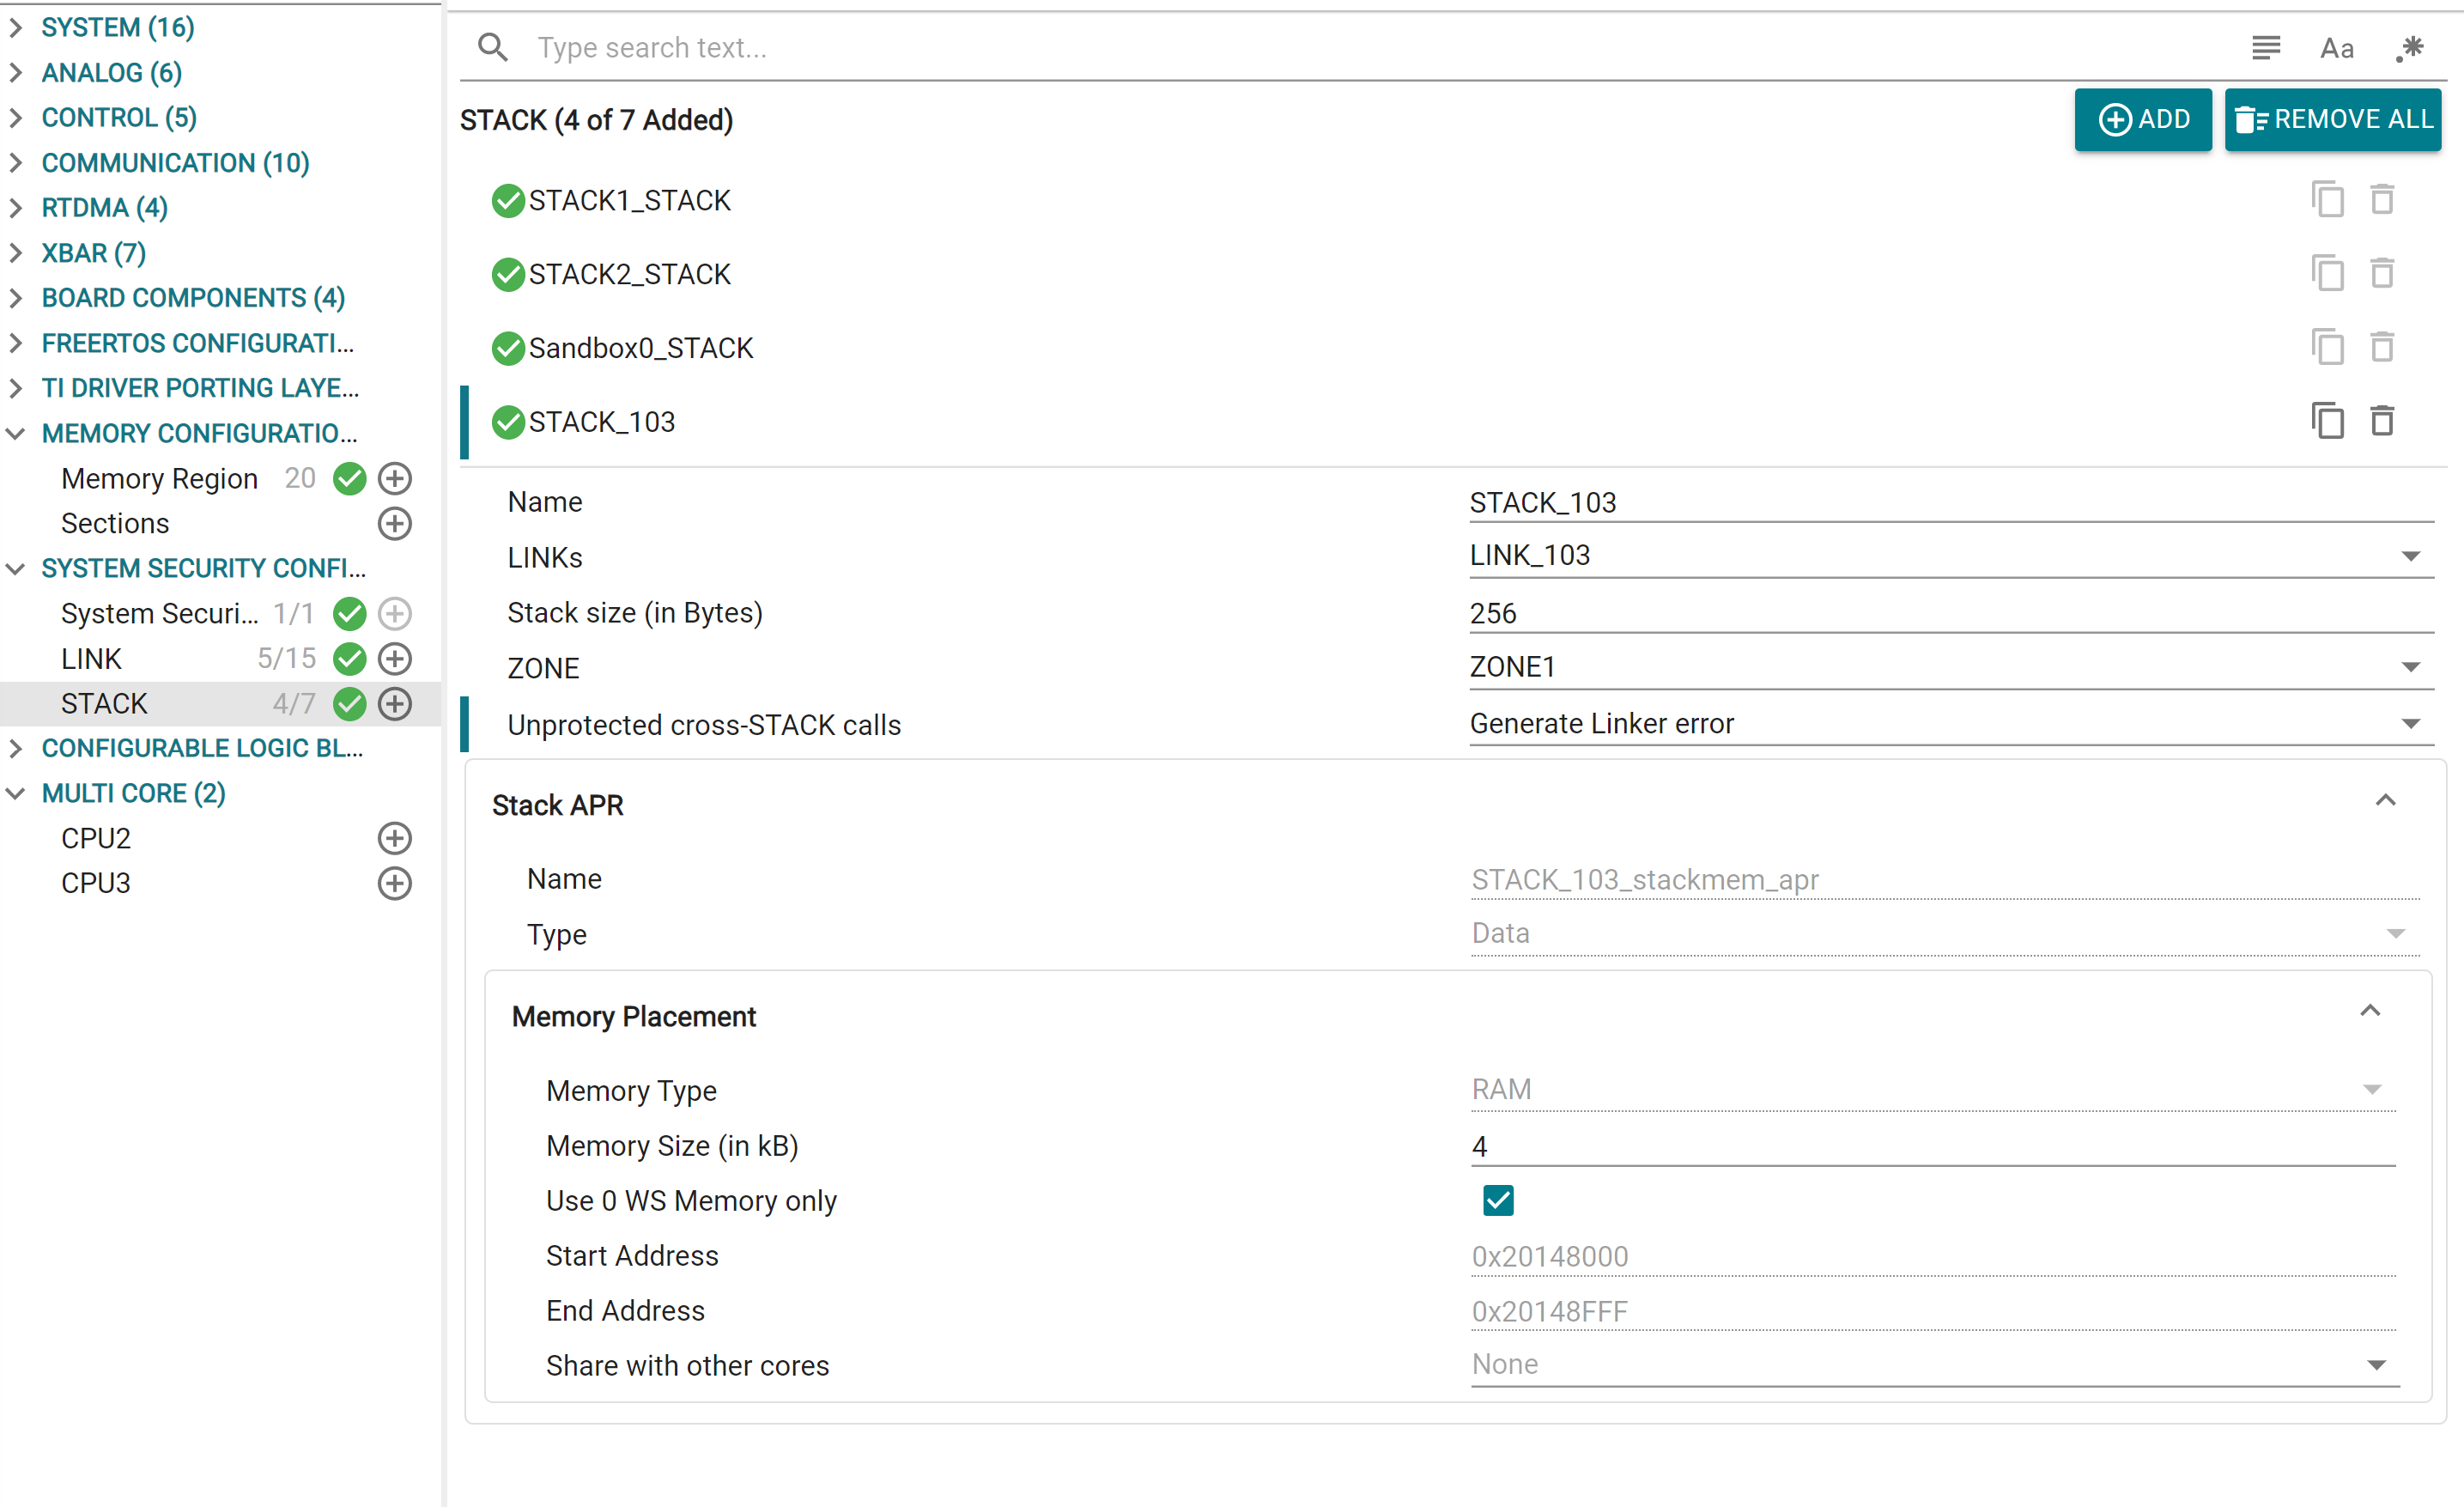 SYSTEM (16)
ANALOG (6)
CONTROL (5)
COMMUNICATION (10)
RTDMA (4)
XBAR (7)
BOARD COMPONENTS (4)
FREERTOS CONFIGURATI...
TI DRIVER PORTING LAYE...
MEMORY CONFIGURATIO...
Memory Region 20
Sections
SYSTEM SECURITY CONFI...
System Securi... 1/1
LINK 5/15
STACK 4/7
CONFIGURABLE LOGIC BL...
MULTI CORE (2)
CPU2
CPU3
Type search text...
Aa
.*
STACK (4 of 7 Added)
ADD
REMOVE ALL
STACK1_STACK
STACK2_STACK
Sandbox0_STACK
STACK_103
Name STACK_103
LINKs LINK_103
Stack size (in Bytes) 256
ZONE ZONE1
Unprotected cross-STACK calls Generate Linker error
Stack APR
Name STACK_103_stackmem_apr
Type Data
Memory Placement
Memory Type RAM
Memory Size (in kB) 4
Use 0 WS Memory only
Start Address 0x20148000
End Address 0x20148FFF
Share with other cores None